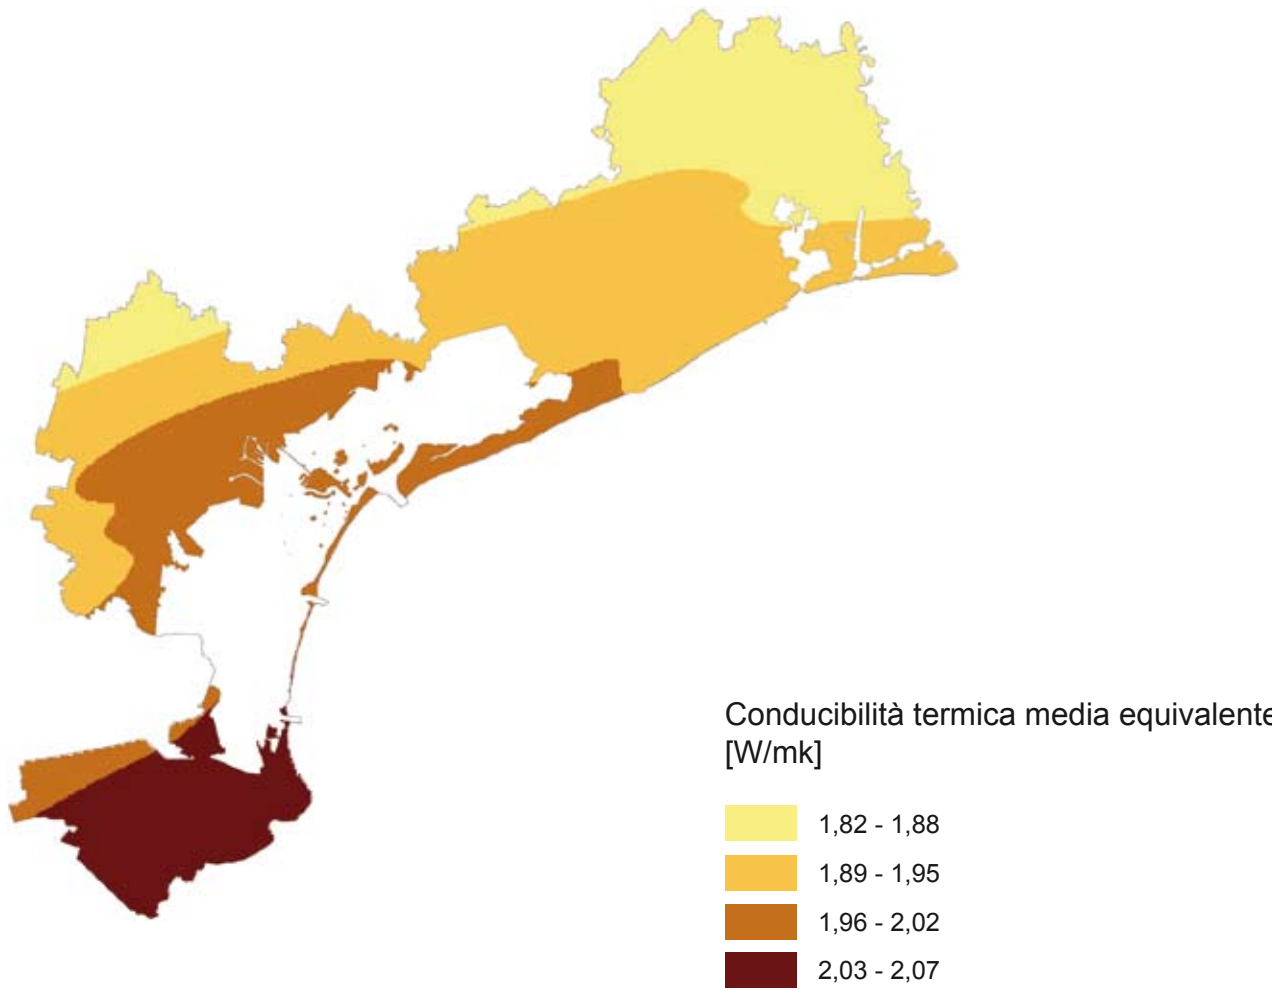 Conducibilità termica media equivalente
[W/mk]
1,82 - 1,88
1,89 - 1,95
1,96 - 2,02
2,03 - 2,07